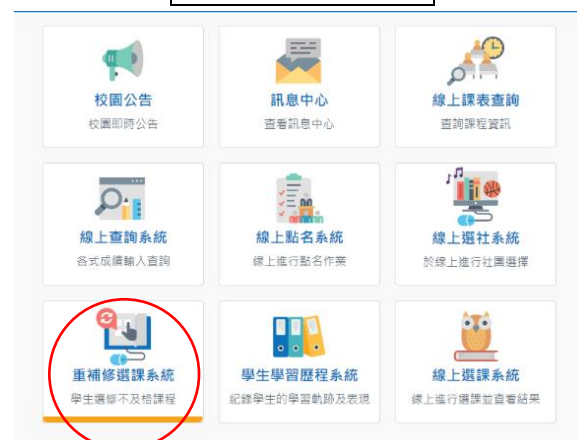 校園公告 訊息中心 線上課表查詢
校園即時公告 查看訊息中心 查詢課程資訊
線上查詢系統 線上點名系統 線上選社系統
各式成績輸入查詢 線上進行點名作業 於線上進行社團選擇
重補修選課系統 學生學習歷程系統 線上選課系統
學生選修不及格課程 紀錄學生的學習軌跡及表現 線上進行選課並查看結果